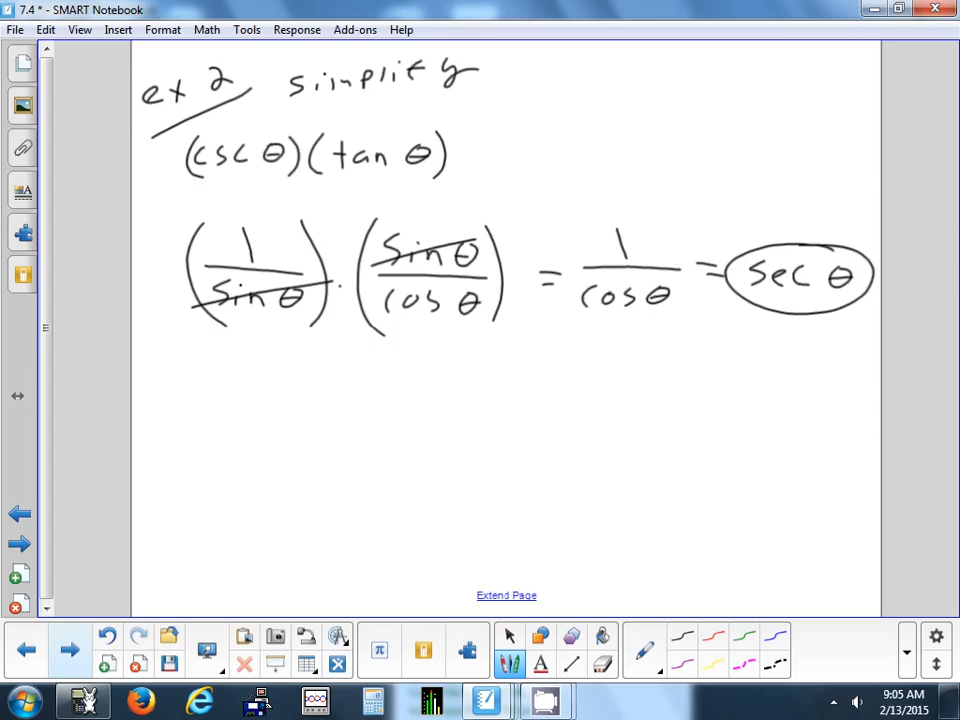 7.4 * - SMART Notebook
File Edit View Insert Format Math Tools Response Add-ons Help
ex 2 simplify
(csc θ)(tan θ)
(1/sin θ) · (sin θ/cos θ) = 1/cos θ = sec θ
Extend Page
π
A
9:05 AM
2/13/2015